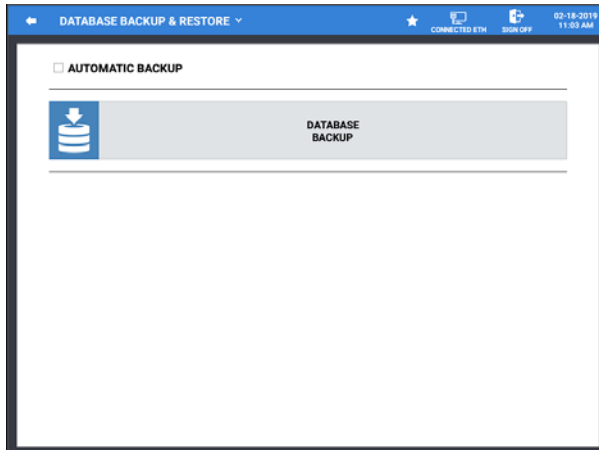 DATABASE BACKUP & RESTORE
CONNECTED ETH
SIGN OFF
02-18-2019
11:03 AM
AUTOMATIC BACKUP
DATABASE
BACKUP